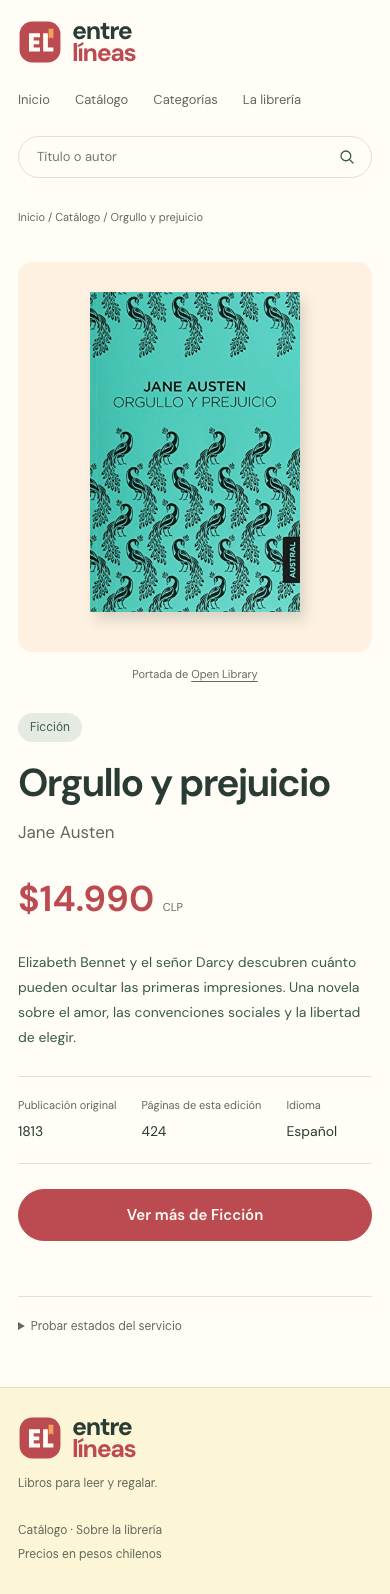 EL entre
líneas
Inicio Catálogo Categorías La librería
Título o autor
Inicio / Catálogo / Orgullo y prejuicio
JANE AUSTEN
ORGULLO Y PREJUICIO
AUSTRAL
Portada de Open Library
Ficción
Orgullo y prejuicio
Jane Austen
$14.990 CLP
Elizabeth Bennet y el señor Darcy descubren cuánto
pueden ocultar las primeras impresiones. Una novela
sobre el amor, las convenciones sociales y la libertad
de elegir.
Publicación original Páginas de esta edición Idioma
1813 424 Español
Ver más de Ficción
Probar estados del servicio
EL entre
líneas
Libros para leer y regalar.
Catálogo · Sobre la librería
Precios en pesos chilenos